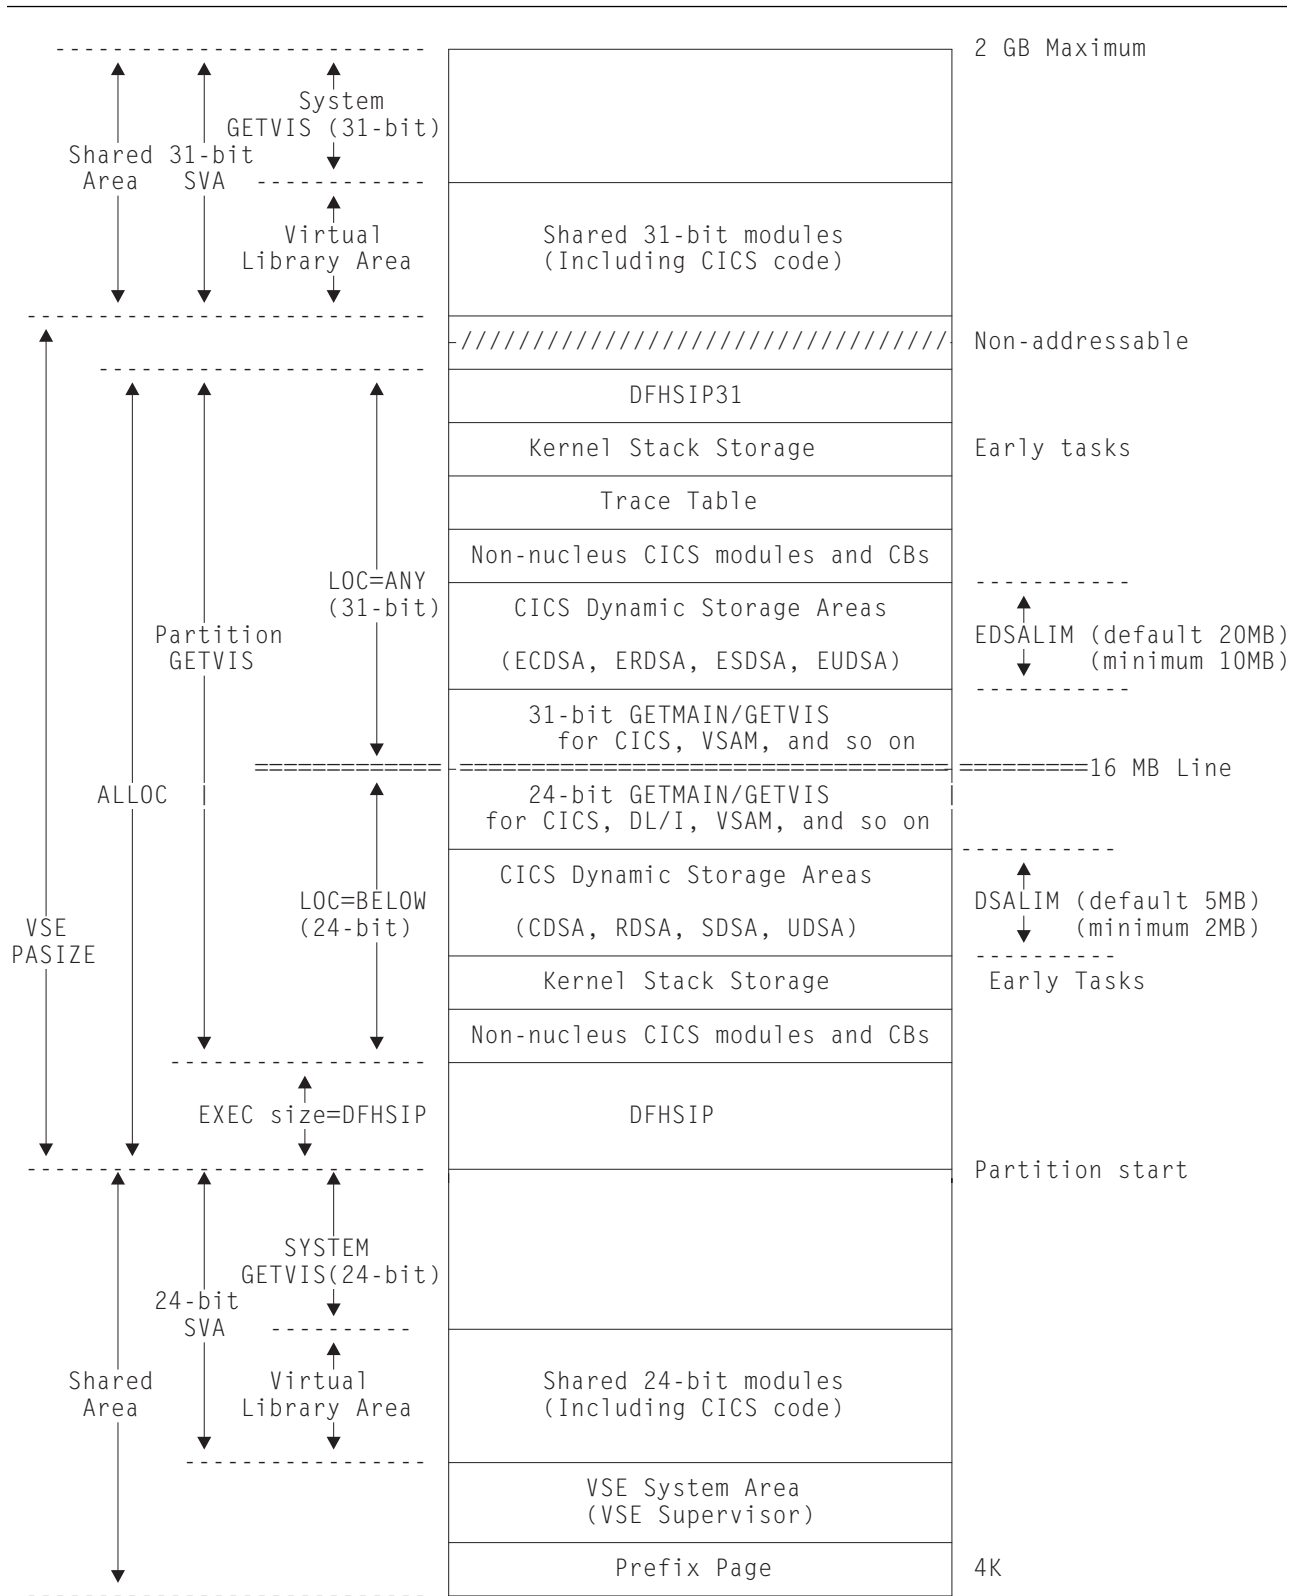 2 GB Maximum
System
GETVIS (31-bit)
Shared 31-bit
Area SVA
Virtual
Library Area
Shared 31-bit modules
(Including CICS code)
-//////////////////////////////////- Non-addressable
DFHSIP31
Kernel Stack Storage Early tasks
Trace Table
Non-nucleus CICS modules and CBs
LOC=ANY
(31-bit)
CICS Dynamic Storage Areas
(ECDSA, ERDSA, ESDSA, EUDSA)
EDSALIM (default 20MB)
(minimum 10MB)
Partition
GETVIS
31-bit GETMAIN/GETVIS
for CICS, VSAM, and so on
16 MB Line
ALLOC
24-bit GETMAIN/GETVIS
for CICS, DL/I, VSAM, and so on
CICS Dynamic Storage Areas
(CDSA, RDSA, SDSA, UDSA)
LOC=BELOW
(24-bit)
DSALIM (default 5MB)
(minimum 2MB)
VSE
PASIZE
Kernel Stack Storage Early Tasks
Non-nucleus CICS modules and CBs
EXEC size=DFHSIP DFHSIP
Partition start
SYSTEM
GETVIS(24-bit)
24-bit
SVA
Shared
Area
Virtual
Library Area
Shared 24-bit modules
(Including CICS code)
VSE System Area
(VSE Supervisor)
Prefix Page 4K